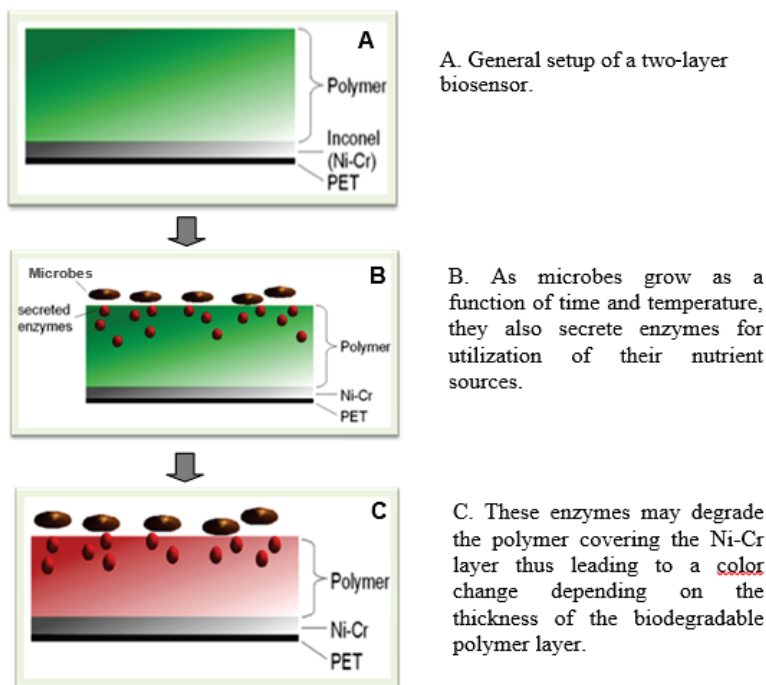 A
Polymer
Inconel
(Ni-Cr)
PET
A. General setup of a two-layer
biosensor.
Microbes
B
secreted
enzymes
Polymer
Ni-Cr
PET
B. As microbes grow as a
function of time and temperature,
they also secrete enzymes for
utilization of their nutrient
sources.
C
Polymer
Ni-Cr
PET
C. These enzymes may degrade
the polymer covering the Ni-Cr
layer thus leading to a color
change depending on the
thickness of the biodegradable
polymer layer.